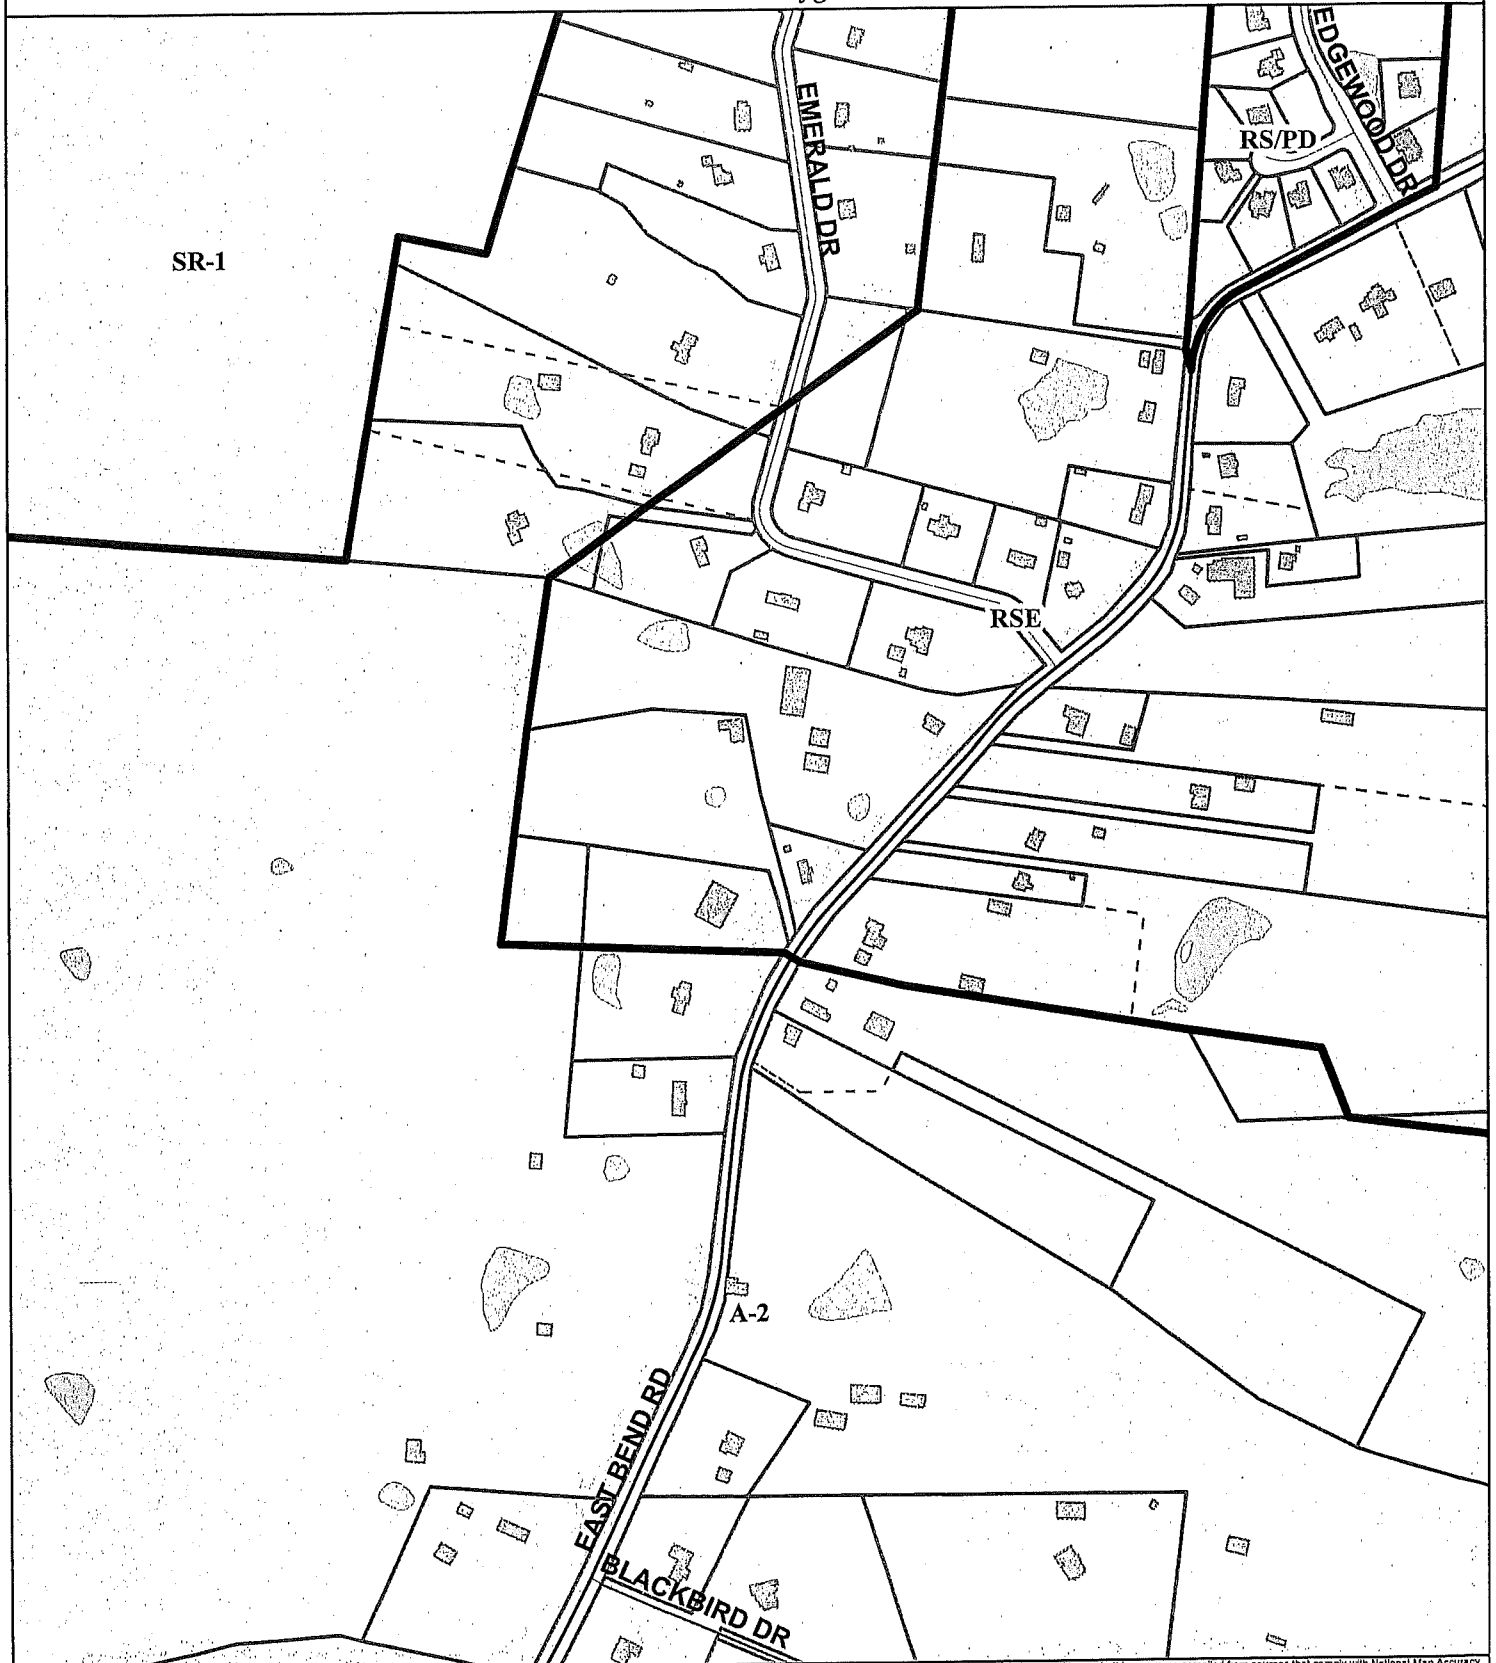 EDGEWOOD DR
EMERALD DR
RS/PD
SR-1
RSE
A-2
EAST BEND RD
BLACKBIRD DR